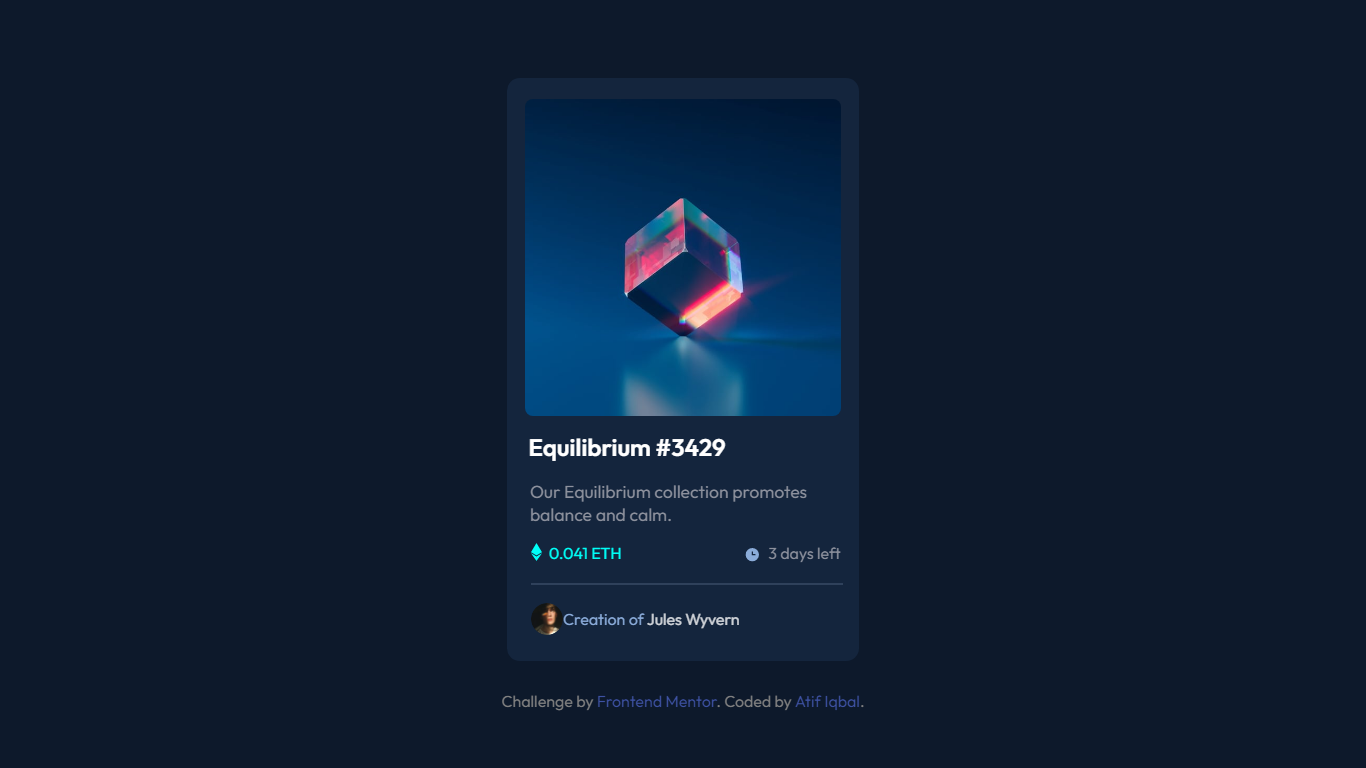 Equilibrium #3429
Our Equilibrium collection promotes
balance and calm.
0.041 ETH 3 days left
Creation of Jules Wyvern
Challenge by Frontend Mentor. Coded by Atif Iqbal.